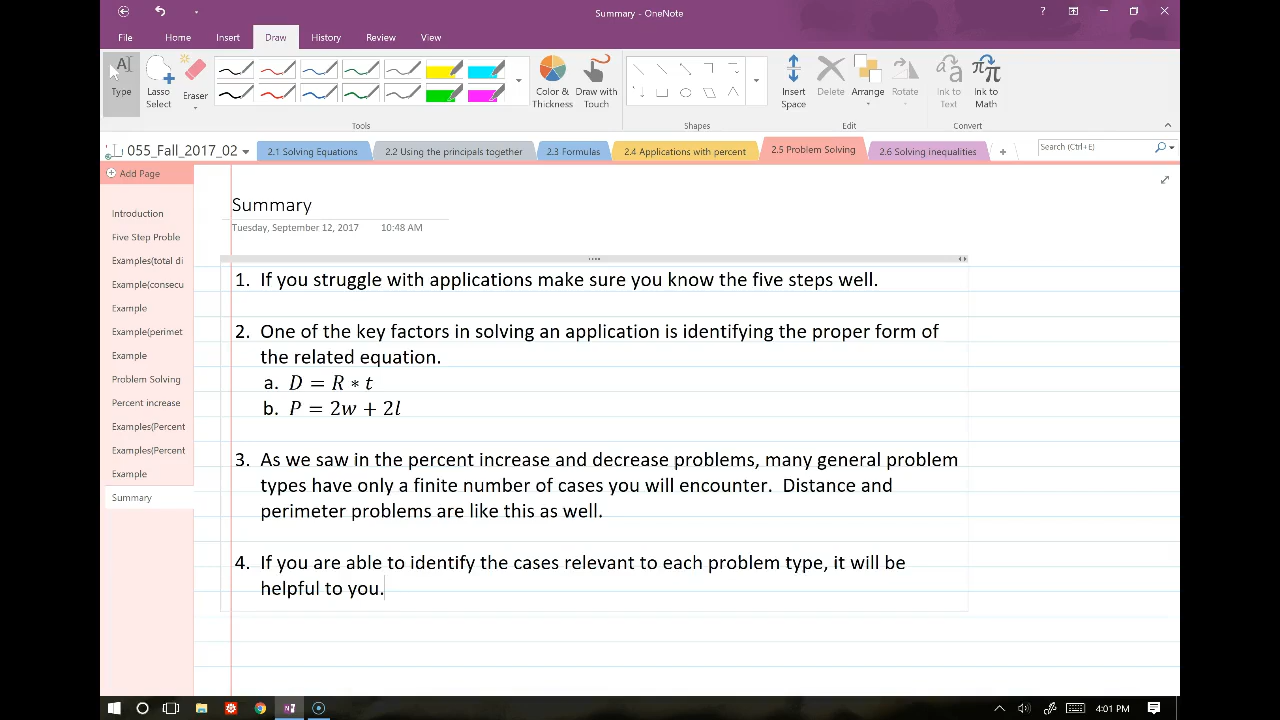 Summary - OneNote
?
File Home Insert Draw History Review View
Type
Lasso Select
Eraser
Color & Thickness
Draw with Touch
Insert Space
Delete
Arrange
Rotate
Ink to Text
Ink to Math
Tools
Shapes
Edit
Convert
055_Fall_2017_02
2.1 Solving Equations
2.2 Using the principals together
2.3 Formulas
2.4 Applications with percent
2.5 Problem Solving
2.6 Solving inequalities
+
Search (Ctrl+E)
Add Page
Introduction
Five Step Proble
Examples(total di
Example(consecu
Example
Example(perimet
Example
Problem Solving
Percent increase
Examples(Percent
Examples(Percent
Example
Summary
Summary
Tuesday, September 12, 2017 10:48 AM
1. If you struggle with applications make sure you know the five steps well.
2. One of the key factors in solving an application is identifying the proper form of
the related equation.
a. D = R * t
b. P = 2w + 2l
3. As we saw in the percent increase and decrease problems, many general problem
types have only a finite number of cases you will encounter. Distance and
perimeter problems are like this as well.
4. If you are able to identify the cases relevant to each problem type, it will be
helpful to you.
4:01 PM